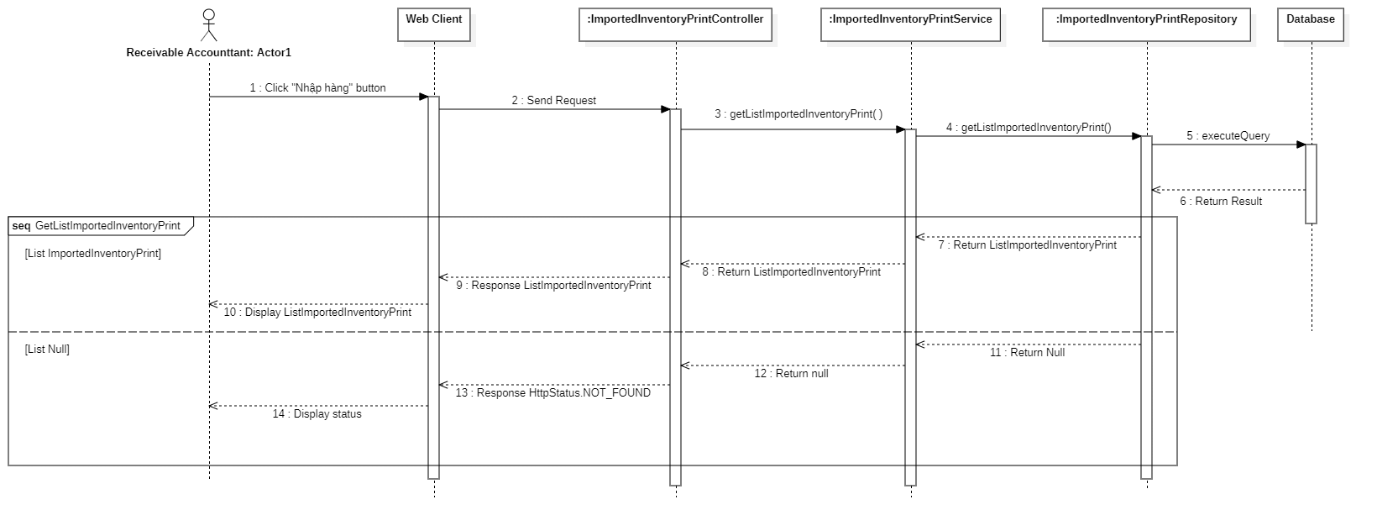 Web Client
:ImportedInventoryPrintController
:ImportedInventoryPrintService
:ImportedInventoryPrintRepository
Database
Receivable Accounttant: Actor1
1 : Click "Nhập hàng" button
2 : Send Request
3 : getListImportedInventoryPrint( )
4 : getListImportedInventoryPrint()
5 : executeQuery
6 : Return Result
seq GetListImportedInventoryPrint
[List ImportedInventoryPrint]
7 : Return ListImportedInventoryPrint
8 : Return ListImportedInventoryPrint
9 : Response ListImportedInventoryPrint
10 : Display ListImportedInventoryPrint
[List Null]
11 : Return Null
12 : Return null
13 : Response HttpStatus.NOT_FOUND
14 : Display status